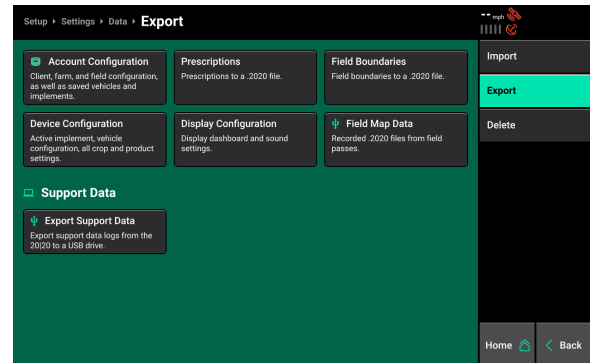 Setup › Settings › Data › Export
-- mph
Account Configuration
Client, farm, and field configuration,
as well as saved vehicles and
implements.
Prescriptions
Prescriptions to a .2020 file.
Field Boundaries
Field boundaries to a .2020 file.
Device Configuration
Active implement, vehicle
configuration, all crop and product
settings.
Display Configuration
Display dashboard and sound
settings.
Field Map Data
Recorded .2020 files from field
passes.
Support Data
Export Support Data
Export support data logs from the
20|20 to a USB drive.
Import
Export
Delete
Home
Back